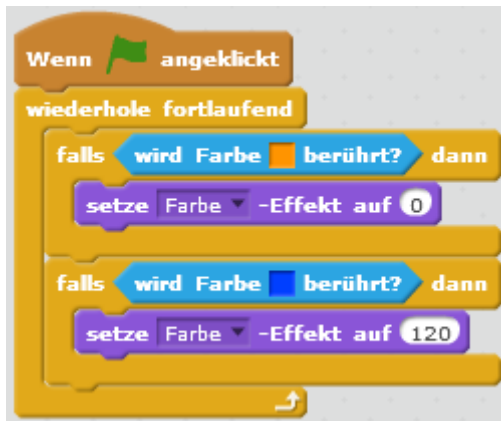 Wenn angeklickt
wiederhole fortlaufend
falls wird Farbe berührt? dann
setze Farbe -Effekt auf 0
falls wird Farbe berührt? dann
setze Farbe -Effekt auf 120